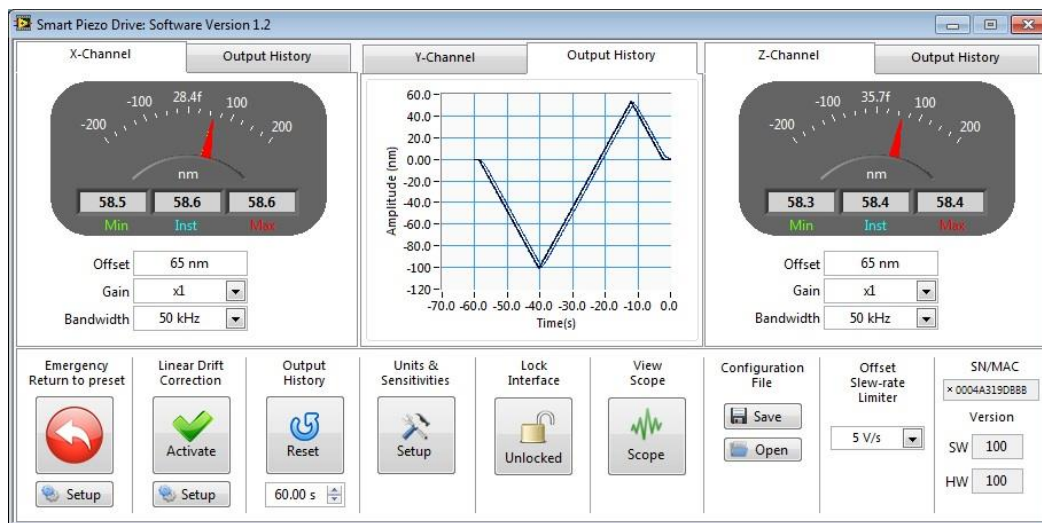 Smart Piezo Drive: Software Version 1.2
X-Channel
Output History
-200
-100
28.4f
100
200
nm
58.5
58.6
58.6
Min
Inst
Max
Offset
65 nm
Gain
x1
Bandwidth
50 kHz
Y-Channel
Output History
60.0
40.0
20.0
0.00
-20.0
-40.0
-60.0
-80.0
-100
-120
Amplitude (nm)
-70.0 -60.0 -50.0 -40.0 -30.0 -20.0 -10.0 0.0
Time(s)
Z-Channel
Output History
-200
-100
35.7f
100
200
nm
58.3
58.4
58.4
Min
Inst
Max
Offset
65 nm
Gain
x1
Bandwidth
50 kHz
Emergency
Return to preset
Setup
Linear Drift
Correction
Activate
Setup
Output
History
Reset
60.00 s
Units &
Sensitivities
Setup
Lock
Interface
Unlocked
View
Scope
Scope
Configuration
File
Save
Open
Offset
Slew-rate
Limiter
5 V/s
SN/MAC
× 0004A319DBBB
Version
SW 100
HW 100